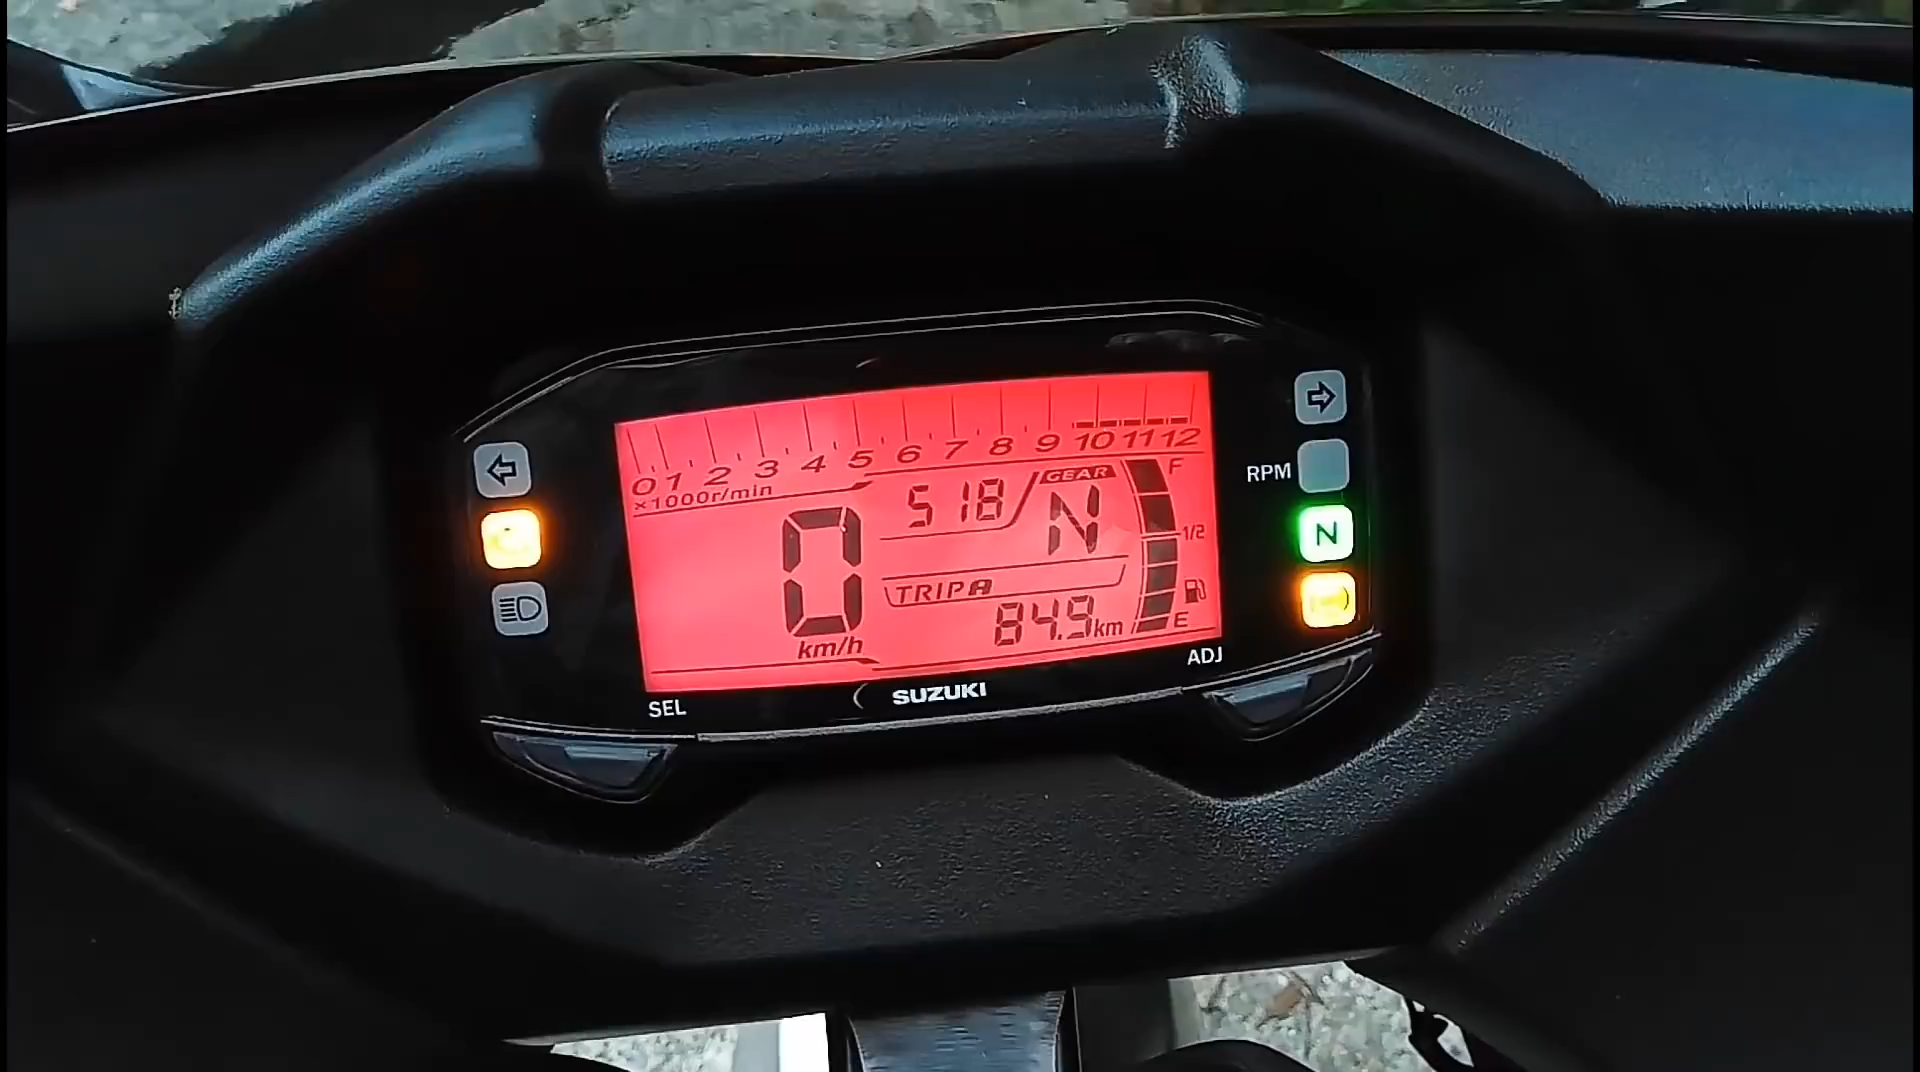 0 1 2 3 4 5 6 7 8 9 10 11 12
×1000r/min
5 18
GEAR
N
F
1/2
E
0
km/h
TRIP A
84.9 km
RPM
N
SEL
SUZUKI
ADJ